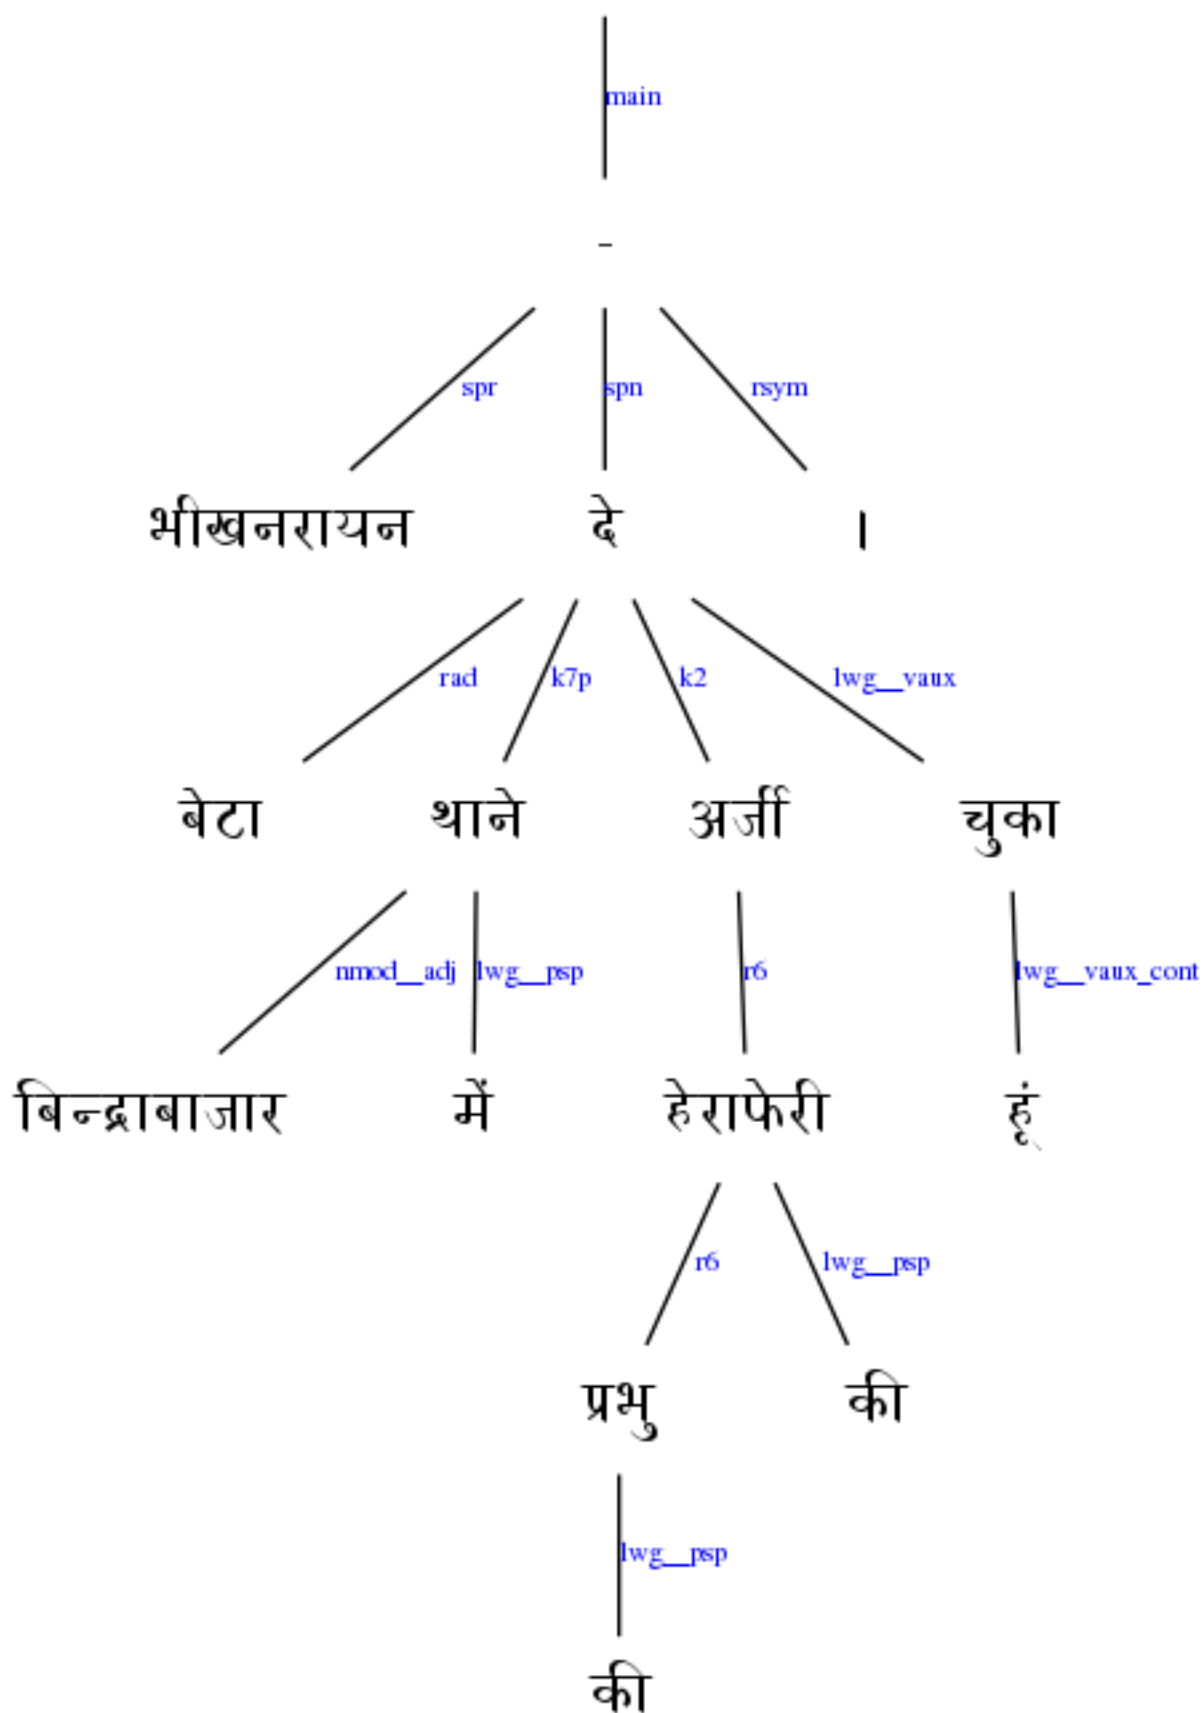 main
-
spr spn rsym
भीखनरायन दे ।
rad k7p k2 lwg__vaux
बेटा थाने अर्जी चुका
nmod__adj lwg__psp r6 lwg__vaux_cont
बिन्द्राबाजार में हेराफेरी हूं
r6 lwg__psp
प्रभु की
lwg__psp
की